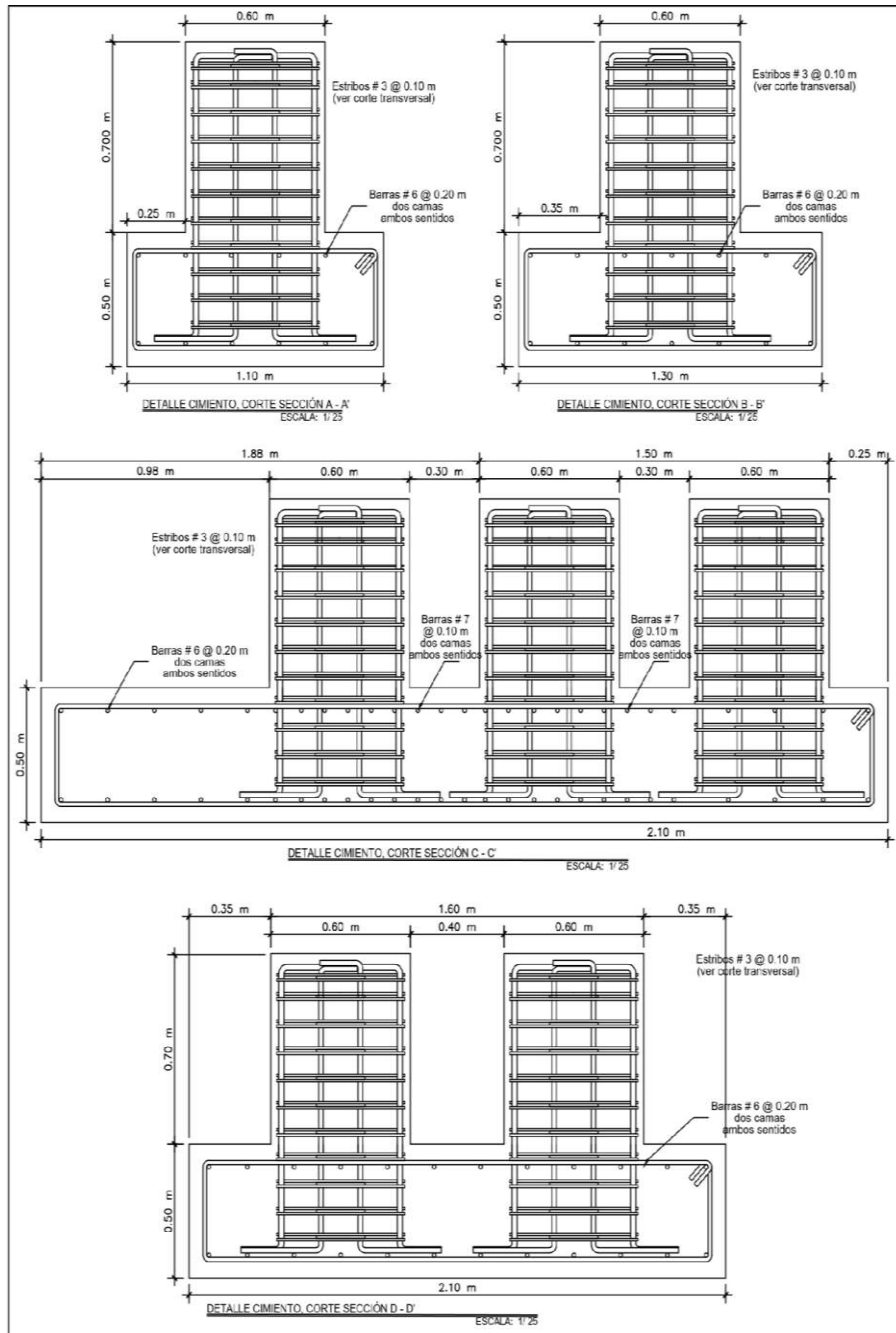 0.60 m
0.60 m
Estribos # 3 @ 0.10 m
(ver corte transversal)
Estribos # 3 @ 0.10 m
(ver corte transversal)
0.700 m
0.700 m
Barras # 6 @ 0.20 m
dos camas
ambos sentidos
Barras # 6 @ 0.20 m
dos camas
ambos sentidos
0.25 m
0.35 m
0.50 m
0.50 m
1.10 m
1.30 m
DETALLE CIMIENTO, CORTE SECCIÓN A - A'
ESCALA: 1/ 25
DETALLE CIMIENTO, CORTE SECCIÓN B - B'
ESCALA: 1/ 25
1.88 m
1.50 m
0.25 m
0.98 m
0.60 m
0.30 m
0.60 m
0.30 m
0.60 m
Estribos # 3 @ 0.10 m
(ver corte transversal)
Barras # 7
@ 0.10 m
dos camas
ambos sentidos
Barras # 7
@ 0.10 m
dos camas
ambos sentidos
Barras # 6 @ 0.20 m
dos camas
ambos sentidos
0.50 m
2.10 m
DETALLE CIMIENTO, CORTE SECCIÓN C - C'
ESCALA: 1/ 25
0.35 m
1.60 m
0.35 m
0.60 m
0.40 m
0.60 m
Estribos # 3 @ 0.10 m
(ver corte transversal)
0.70 m
Barras # 6 @ 0.20 m
dos camas
ambos sentidos
0.50 m
2.10 m
DETALLE CIMIENTO, CORTE SECCIÓN D - D'
ESCALA: 1/ 25